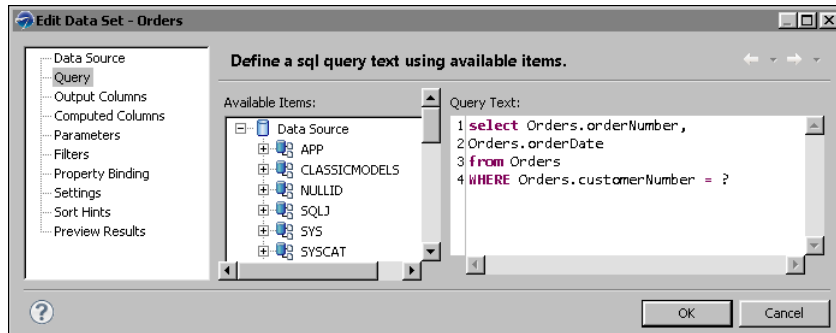 Edit Data Set - Orders
Data Source
Query
Output Columns
Computed Columns
Parameters
Filters
Property Binding
Settings
Sort Hints
Preview Results
Define a sql query text using available items.
Available Items:
Data Source
APP
CLASSICMODELS
NULLID
SQLJ
SYS
SYSCAT
Query Text:
1 select Orders.orderNumber,
2 Orders.orderDate
3 from Orders
4 WHERE Orders.customerNumber = ?
?
OK
Cancel